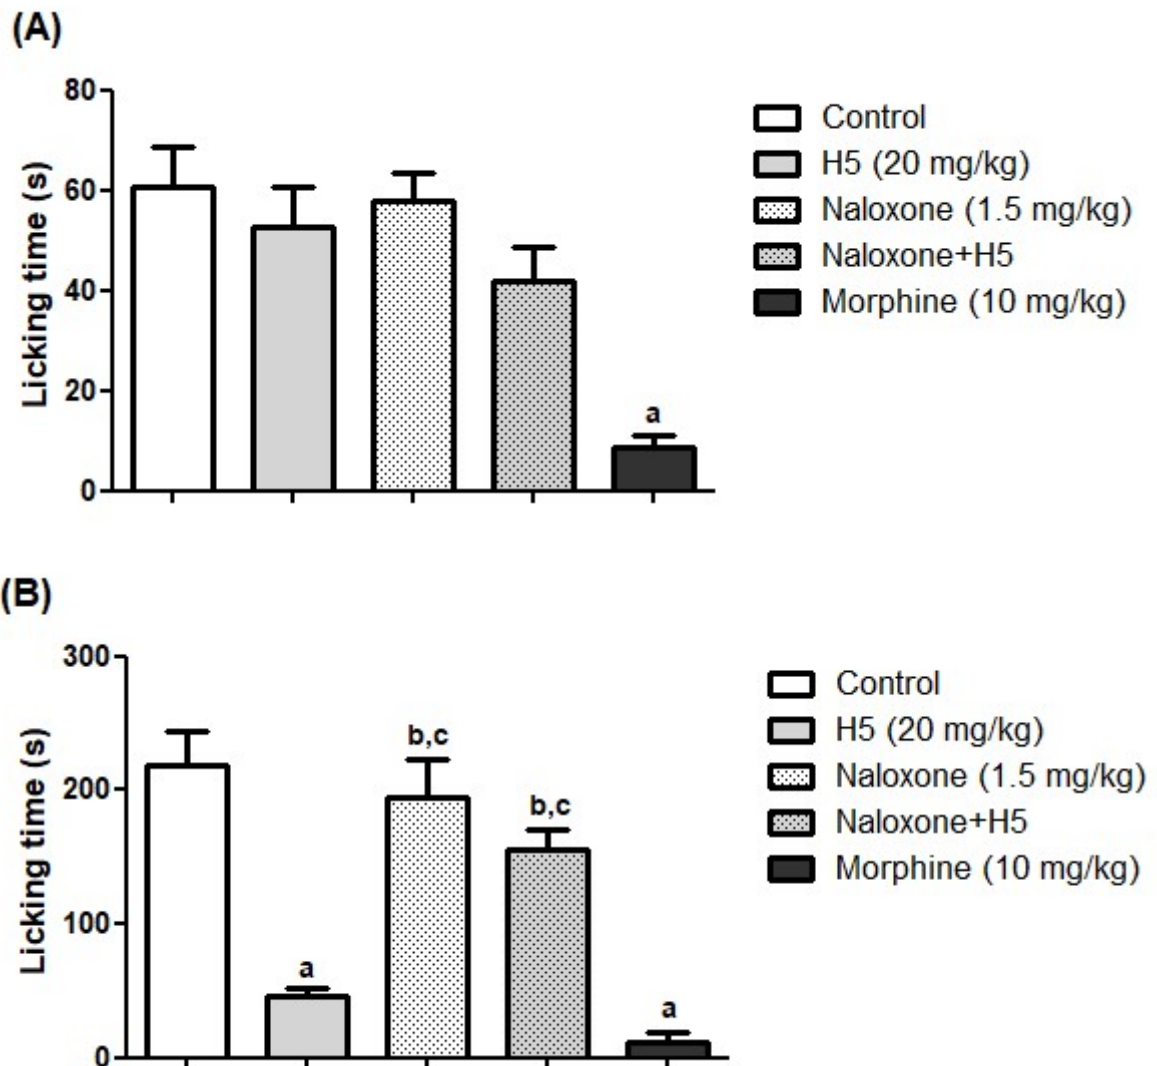 (A)
80
60
40
20
0
Licking time (s)
a
Control
H5 (20 mg/kg)
Naloxone (1.5 mg/kg)
Naloxone+H5
Morphine (10 mg/kg)
(B)
300
200
100
0
Licking time (s)
a
b,c
b,c
a
Control
H5 (20 mg/kg)
Naloxone (1.5 mg/kg)
Naloxone+H5
Morphine (10 mg/kg)